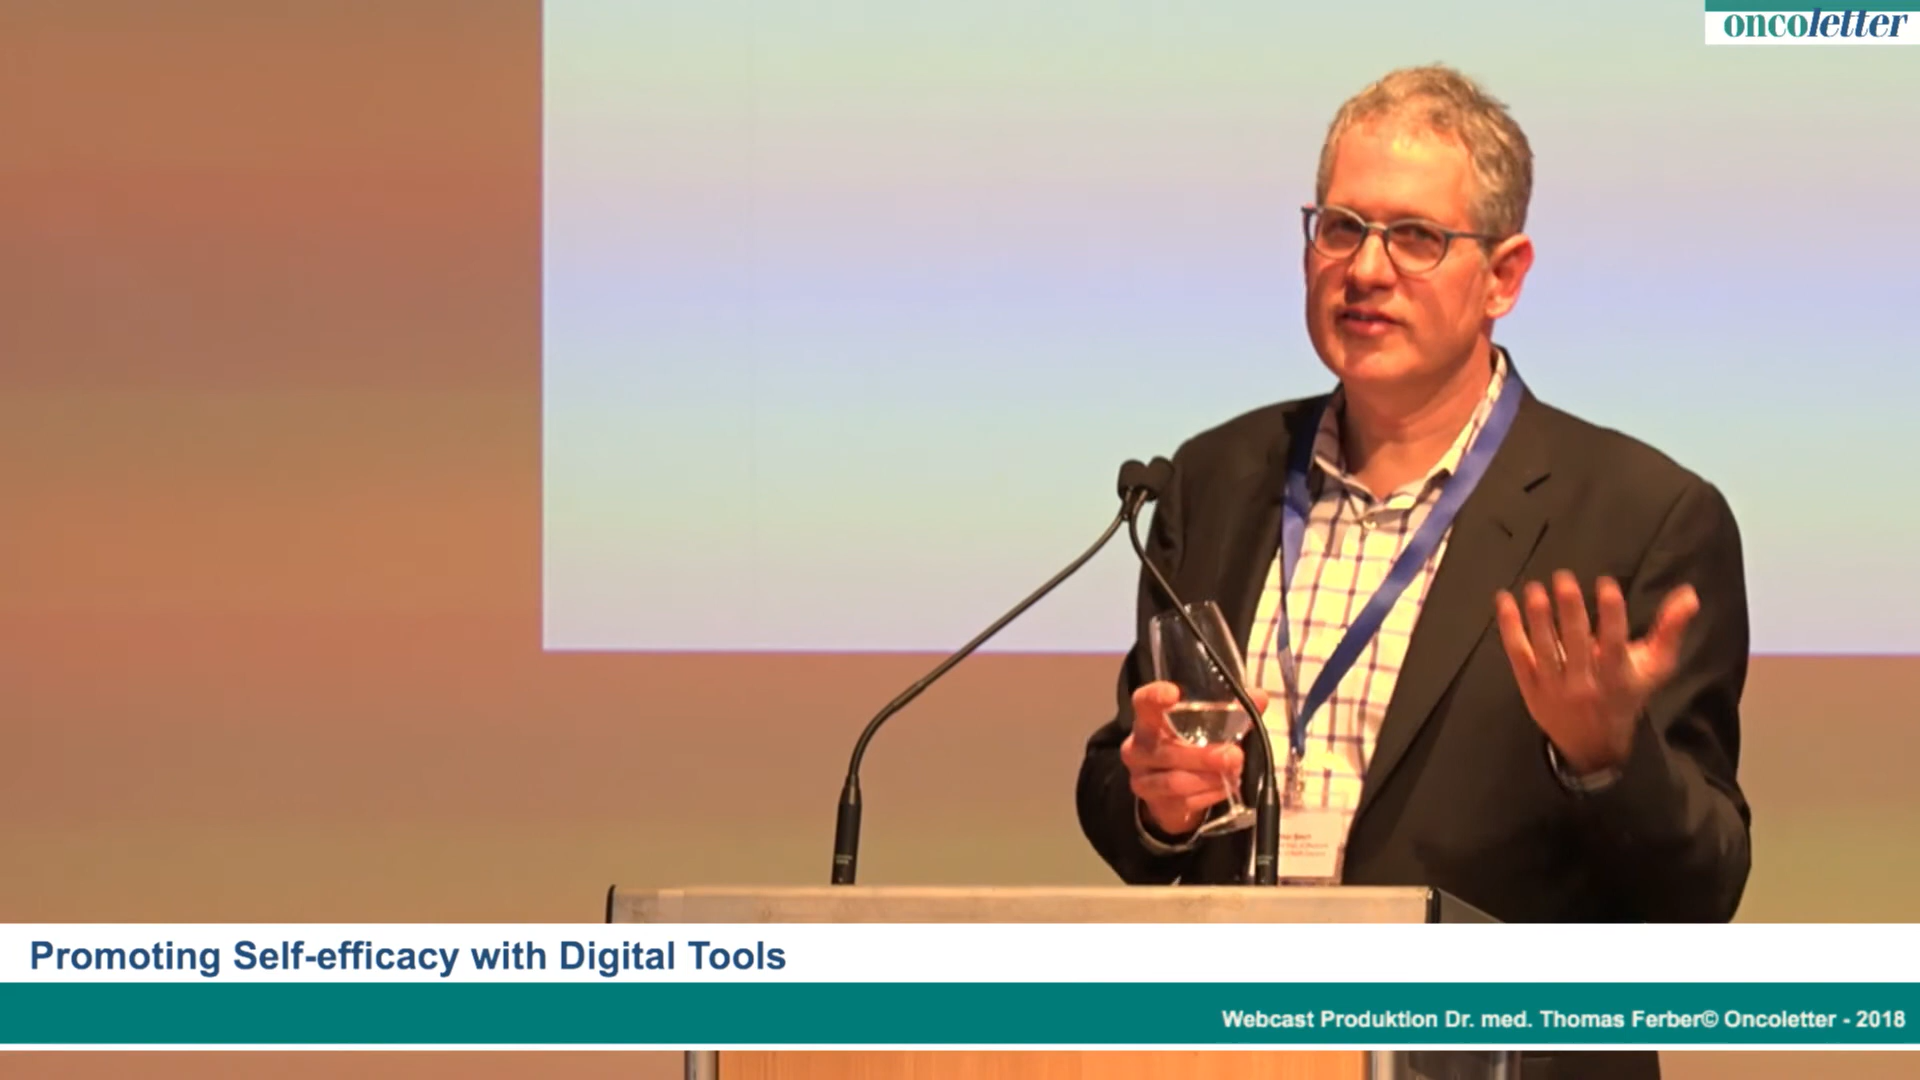 oncoletter
Promoting Self-efficacy with Digital Tools
Webcast Produktion Dr. med. Thomas Ferber© Oncoletter - 2018